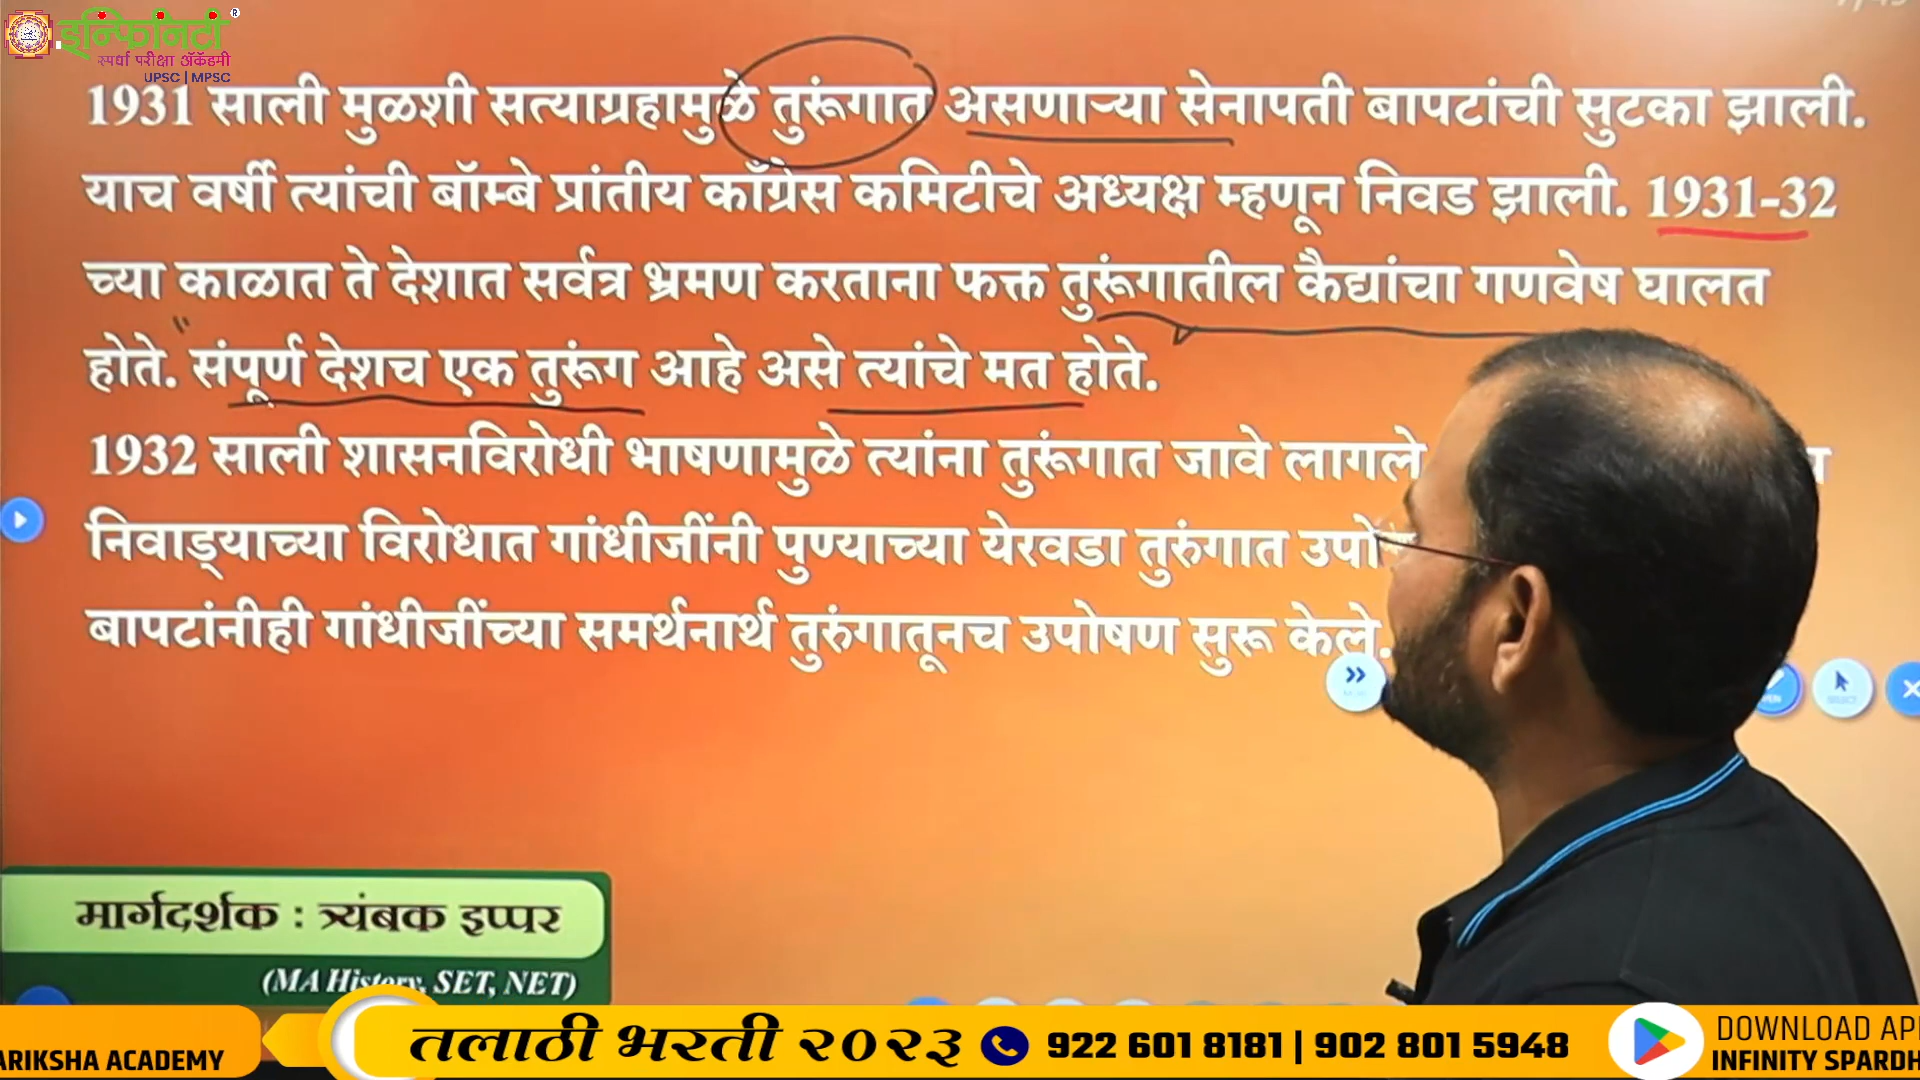 इन्फिनिटी
स्पर्धा परीक्षा ॲकॅडमी
UPSC | MPSC
1931 साली मुळशी सत्याग्रहामुळे तुरूंगात असणाऱ्या सेनापती बापटांची सुटका झाली.
याच वर्षी त्यांची बॉम्बे प्रांतीय काँग्रेस कमिटीचे अध्यक्ष म्हणून निवड झाली. 1931-32
च्या काळात ते देशात सर्वत्र भ्रमण करताना फक्त तुरूंगातील कैद्यांचा गणवेष घालत
होते. संपूर्ण देशच एक तुरूंग आहे असे त्यांचे मत होते.
1932 साली शासनविरोधी भाषणामुळे त्यांना तुरूंगात जावे लागले
निवाड्याच्या विरोधात गांधीजींनी पुण्याच्या येरवडा तुरुंगात
बापटांनीही गांधीजींच्या समर्थनार्थ तुरुंगातूनच उपोषण सुरू केले.
SELECT
मार्गदर्शक : त्र्यंबक इप्पर
(MA History, SET, NET)
ARIKSHA ACADEMY
तलाठी भरती २०२३ 922 601 8181 | 902 801 5948
DOWNLOAD AP
INFINITY SPARDH